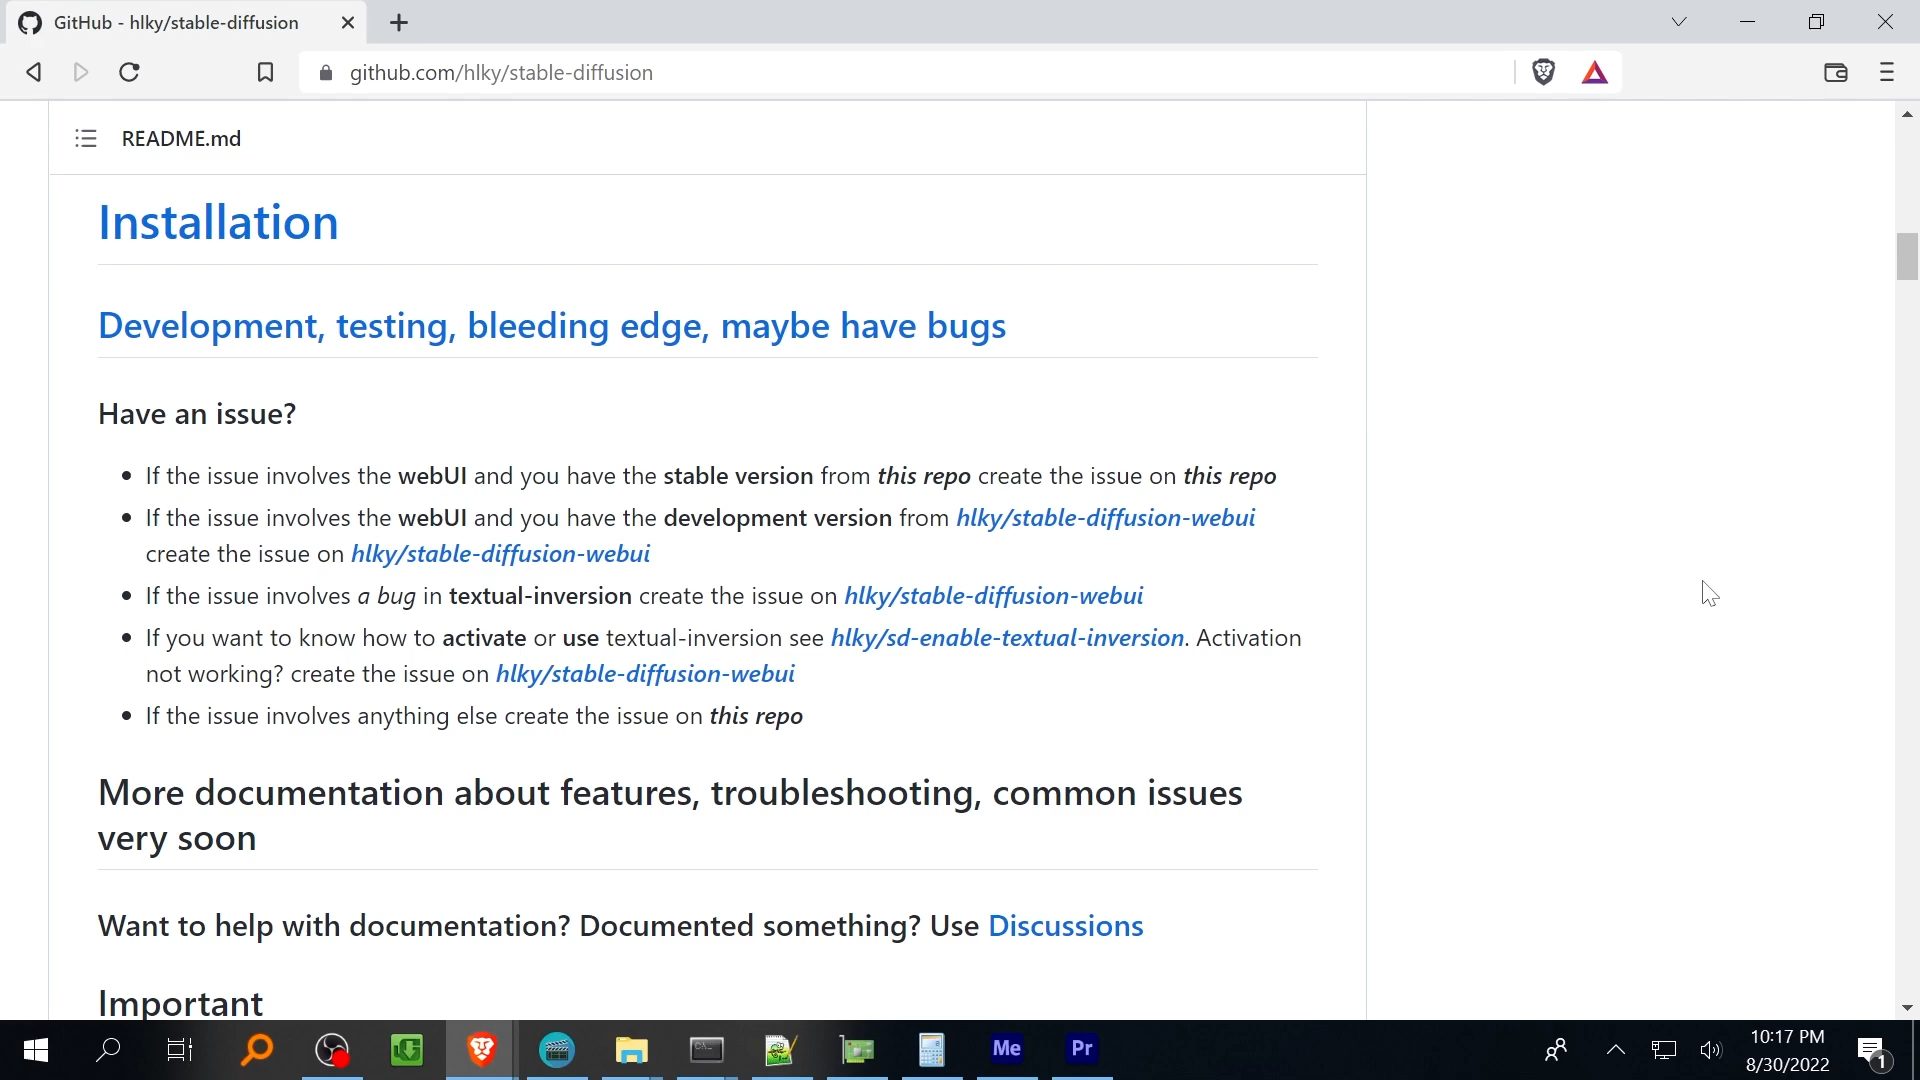 GitHub - hlky/stable-diffusion
github.com/hlky/stable-diffusion
README.md
Installation
Development, testing, bleeding edge, maybe have bugs
Have an issue?
If the issue involves the webUI and you have the stable version from this repo create the issue on this repo
If the issue involves the webUI and you have the development version from hlky/stable-diffusion-webui
create the issue on hlky/stable-diffusion-webui
If the issue involves a bug in textual-inversion create the issue on hlky/stable-diffusion-webui
If you want to know how to activate or use textual-inversion see hlky/sd-enable-textual-inversion. Activation
not working? create the issue on hlky/stable-diffusion-webui
If the issue involves anything else create the issue on this repo
More documentation about features, troubleshooting, common issues
very soon
Want to help with documentation? Documented something? Use Discussions
Important
Me
Pr
10:17 PM
8/30/2022
1